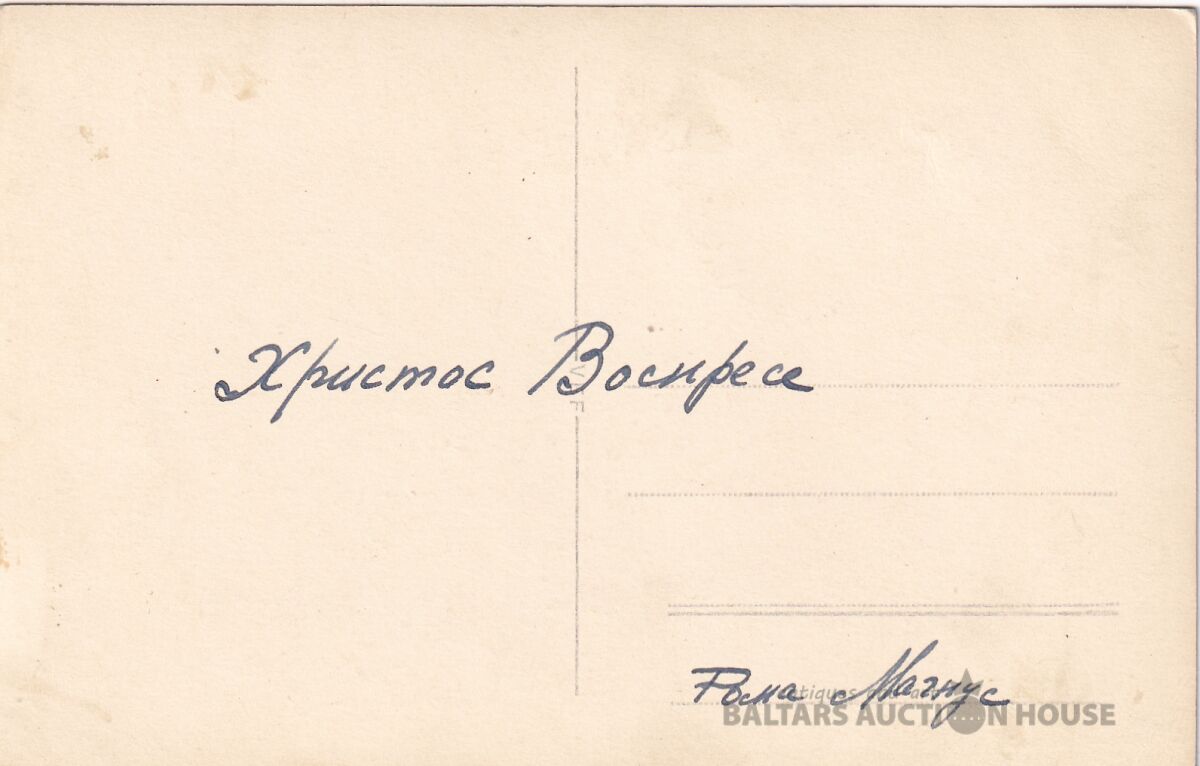 Христос Воскресе
Рома Магнус
BALTARS AUCTION HOUSE